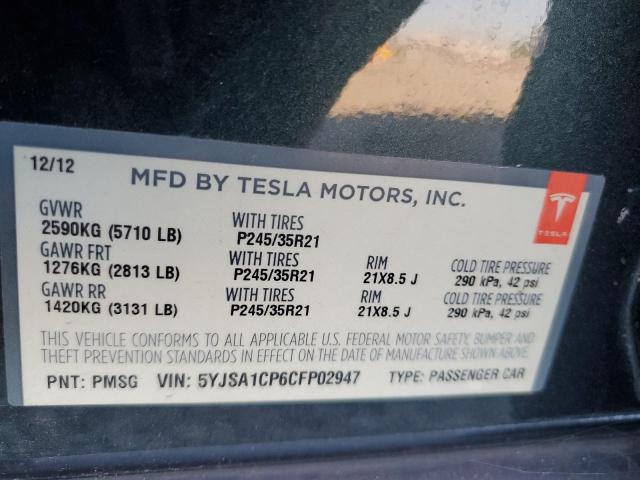 12/12
MFD BY TESLA MOTORS, INC.
TESLA
GVWR
2590KG (5710 LB)
WITH TIRES
P245/35R21
GAWR FRT
1276KG (2813 LB)
WITH TIRES
P245/35R21
RIM
21X8.5 J
COLD TIRE PRESSURE
290 kPa, 42 psi
GAWR RR
1420KG (3131 LB)
WITH TIRES
P245/35R21
RIM
21X8.5 J
COLD TIRE PRESSURE
290 kPa, 42 psi
THIS VEHICLE CONFORMS TO ALL APPLICABLE U.S. FEDERAL MOTOR SAFETY, BUMPER AND
THEFT PREVENTION STANDARDS IN EFFECT ON THE DATE OF MANUFACTURE SHOWN ABOVE.
PNT: PMSG VIN: 5YJSA1CP6CFP02947 TYPE: PASSENGER CAR